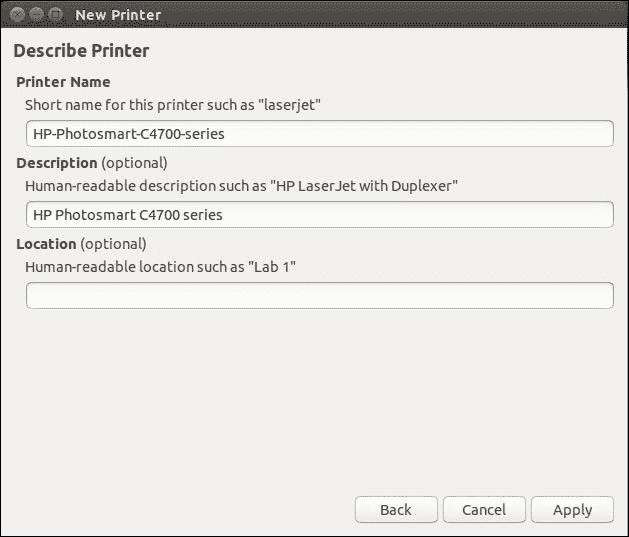 New Printer
Describe Printer
Printer Name
Short name for this printer such as "laserjet"
HP-Photosmart-C4700-series
Description (optional)
Human-readable description such as "HP LaserJet with Duplexer"
HP Photosmart C4700 series
Location (optional)
Human-readable location such as "Lab 1"
Back Cancel Apply